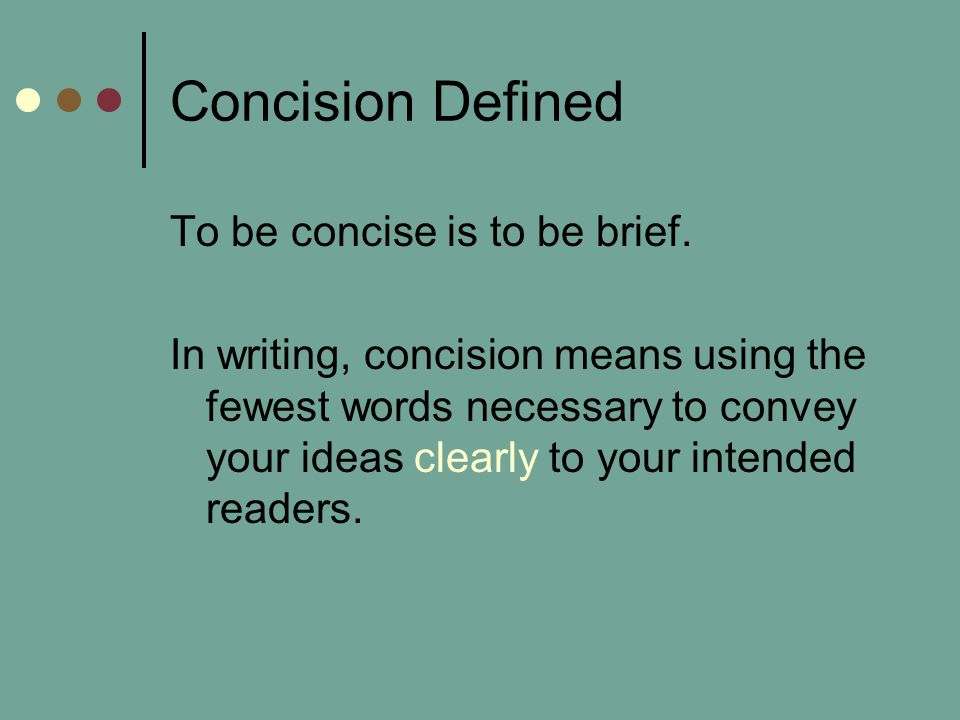 Concision Defined
To be concise is to be brief.
In writing, concision means using the
fewest words necessary to convey
your ideas clearly to your intended
readers.